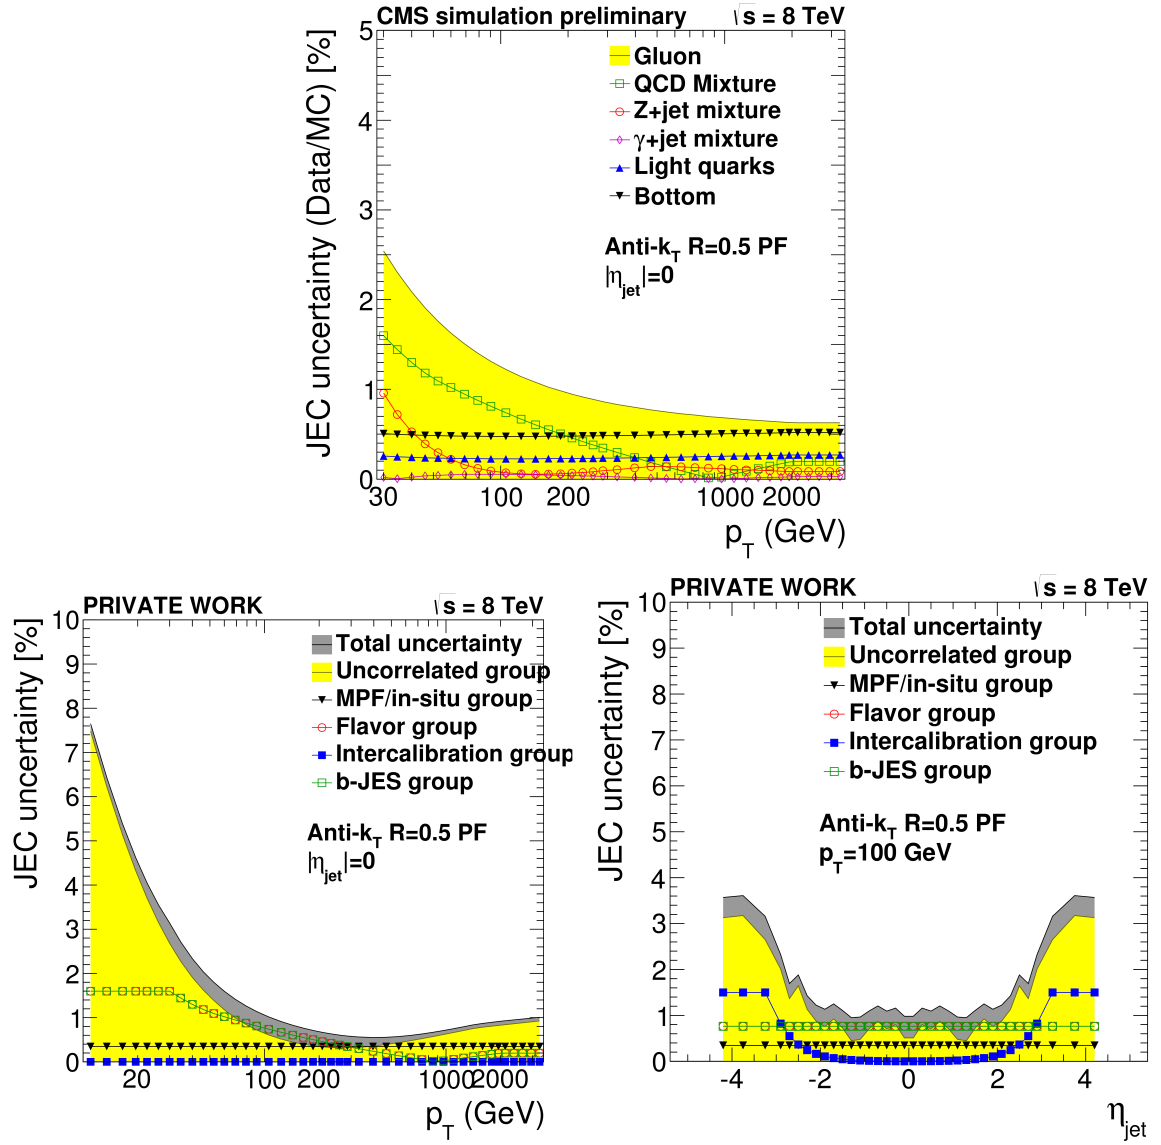 CMS simulation preliminary √s = 8 TeV
JEC uncertainty (Data/MC) [%]
5
4
3
2
1
0
Gluon
QCD Mixture
Z+jet mixture
γ+jet mixture
Light quarks
Bottom
Anti-kT R=0.5 PF
|ηjet|=0
30 100 200 1000 2000
pT (GeV)
PRIVATE WORK √s = 8 TeV
JEC uncertainty [%]
10
9
8
7
6
5
4
3
2
1
0
Total uncertainty
Uncorrelated group
MPF/in-situ group
Flavor group
Intercalibration group
b-JES group
Anti-kT R=0.5 PF
|ηjet|=0
20 100 200 1000 2000
pT (GeV)
PRIVATE WORK √s = 8 TeV
JEC uncertainty [%]
10
9
8
7
6
5
4
3
2
1
0
Total uncertainty
Uncorrelated group
MPF/in-situ group
Flavor group
Intercalibration group
b-JES group
Anti-kT R=0.5 PF
pT=100 GeV
-4 -2 0 2 4
ηjet